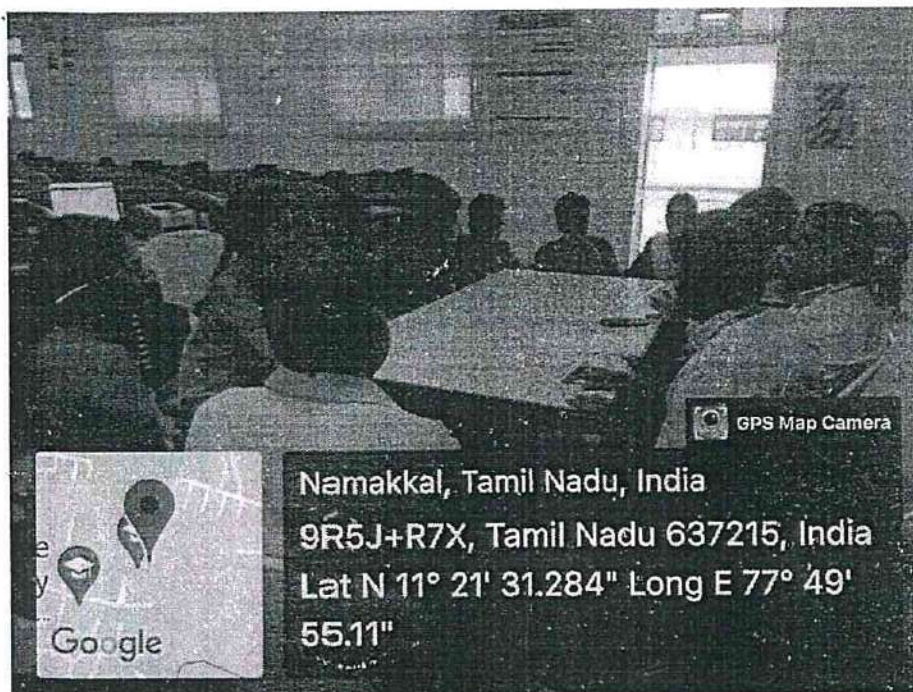 GPS Map Camera
Namakkal, Tamil Nadu, India
9R5J+R7X, Tamil Nadu 637215, India
Lat N 11° 21' 31.284" Long E 77° 49'
55.11"
e
y
Google